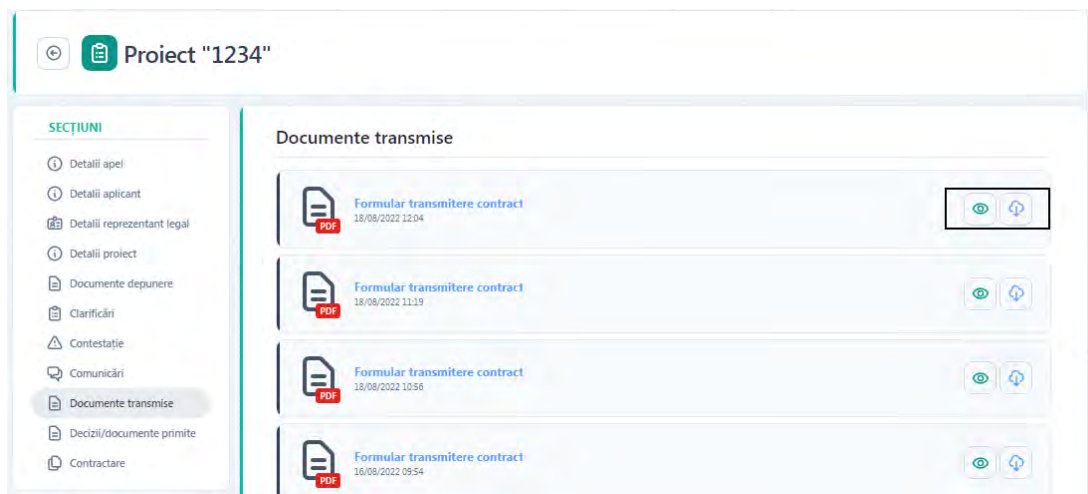 Proiect "1234"
SECȚIUNI
Detalii apel
Detalii aplicant
Detalii reprezentant legal
Detalii proiect
Documente depunere
Clarificări
Contestație
Comunicări
Documente transmise
Decizii/documente primite
Contractare
Documente transmise
PDF
Formular transmitere contract
18/08/2022 12:04
PDF
Formular transmitere contract
18/08/2022 11:19
PDF
Formular transmitere contract
18/08/2022 10:56
PDF
Formular transmitere contract
16/08/2022 09:54